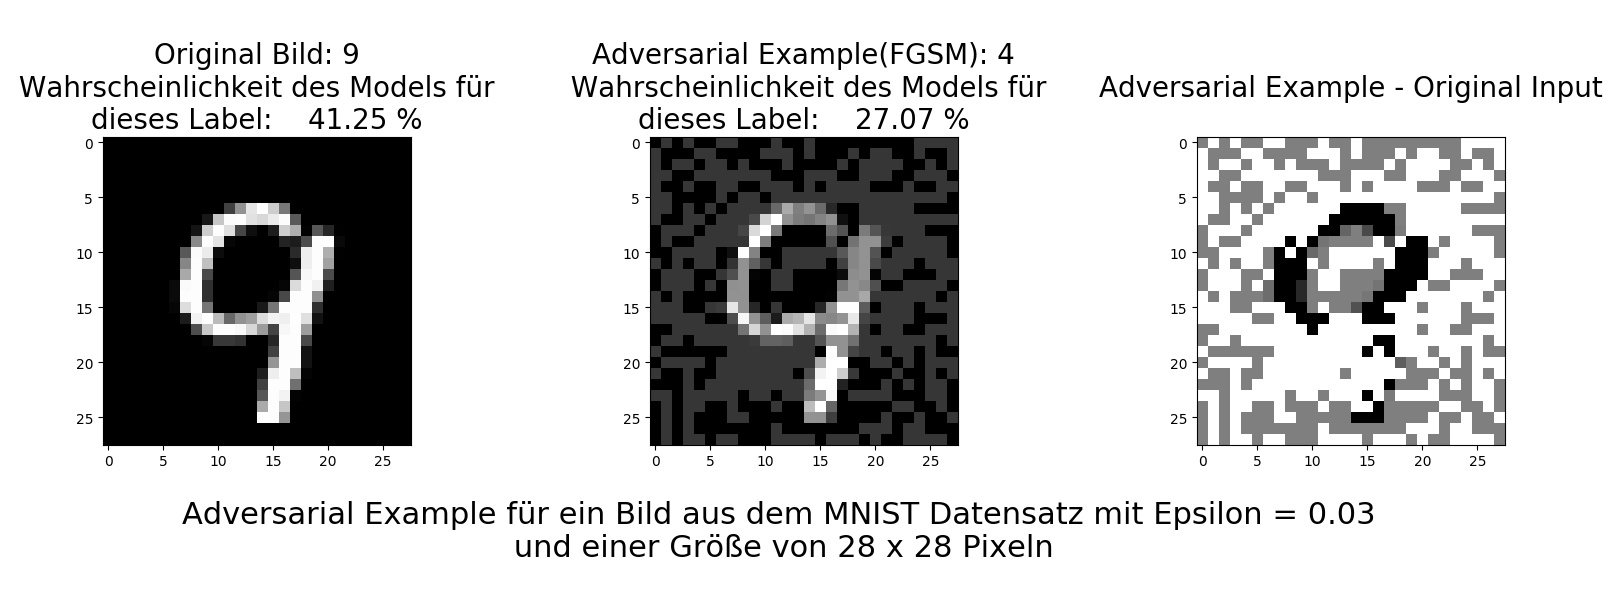 Original Bild: 9
Wahrscheinlichkeit des Models für
dieses Label: 41.25 %
Adversarial Example(FGSM): 4
Wahrscheinlichkeit des Models für
dieses Label: 27.07 %
Adversarial Example - Original Input
0
5
10
15
20
25
0 5 10 15 20 25
9
0
5
10
15
20
25
0 5 10 15 20 25
9
0
5
10
15
20
25
0 5 10 15 20 25
Adversarial Example für ein Bild aus dem MNIST Datensatz mit Epsilon = 0.03
und einer Größe von 28 x 28 Pixeln